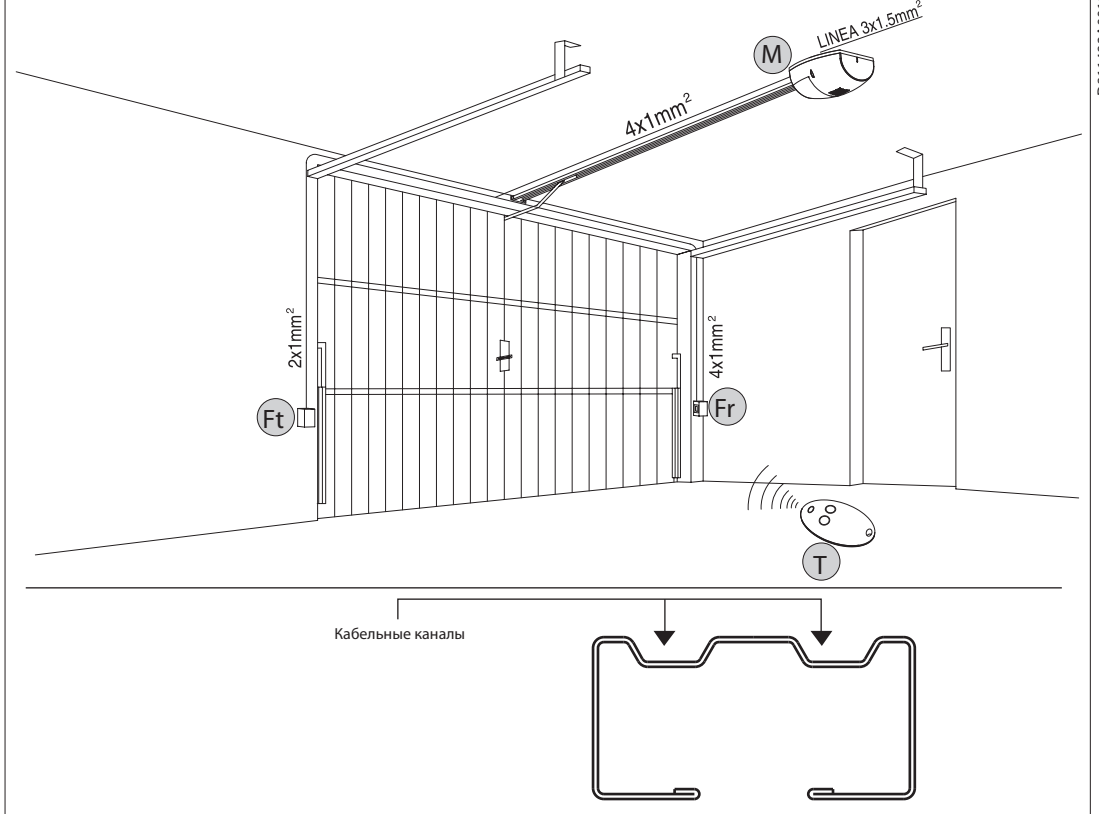 LINEA 3x1.5mm²
M
4x1mm²
2x1mm²
4x1mm²
Ft
Fr
T
Кабельные каналы